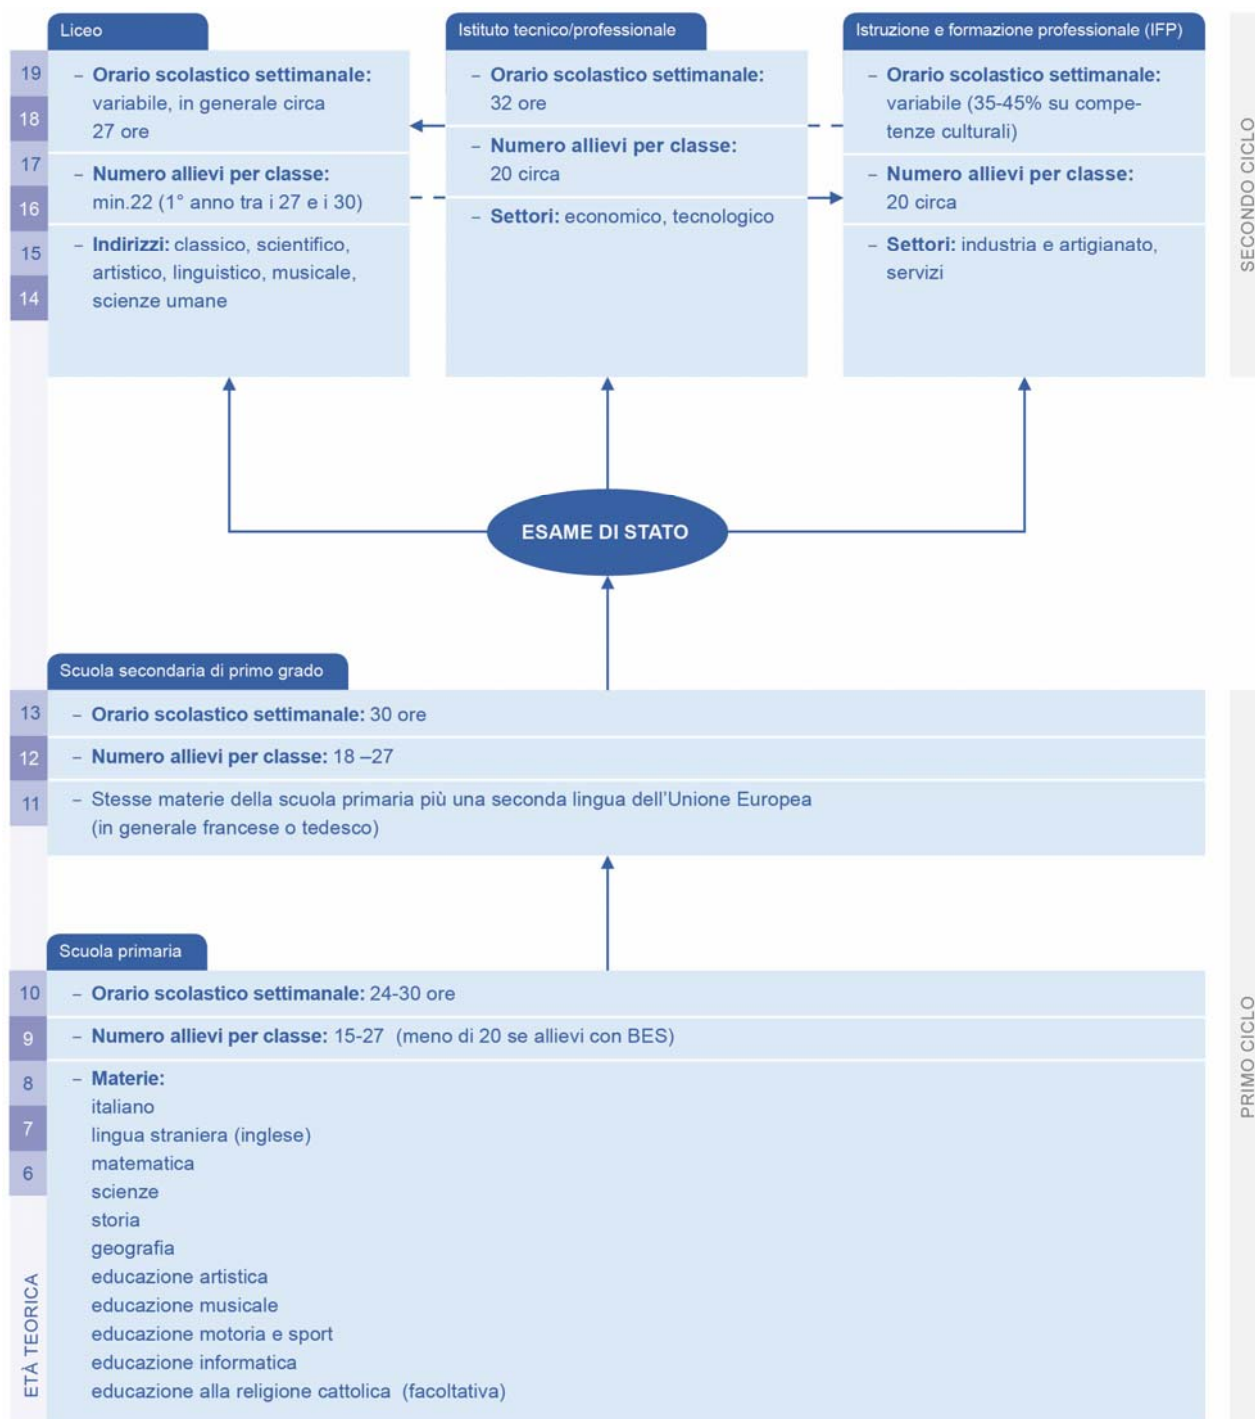 Liceo
19
18
17
16
15
14
– Orario scolastico settimanale:
variabile, in generale circa
27 ore
– Numero allievi per classe:
min.22 (1° anno tra i 27 e i 30)
– Indirizzi: classico, scientifico,
artistico, linguistico, musicale,
scienze umane
Istituto tecnico/professionale
– Orario scolastico settimanale:
32 ore
– Numero allievi per classe:
20 circa
– Settori: economico, tecnologico
Istruzione e formazione professionale (IFP)
– Orario scolastico settimanale:
variabile (35-45% su compe-
tenze culturali)
– Numero allievi per classe:
20 circa
– Settori: industria e artigianato,
servizi
SECONDO CICLO
ESAME DI STATO
Scuola secondaria di primo grado
13
12
11
– Orario scolastico settimanale: 30 ore
– Numero allievi per classe: 18 –27
– Stesse materie della scuola primaria più una seconda lingua dell’Unione Europea
(in generale francese o tedesco)
Scuola primaria
10
9
8
7
6
– Orario scolastico settimanale: 24-30 ore
– Numero allievi per classe: 15-27 (meno di 20 se allievi con BES)
– Materie:
italiano
lingua straniera (inglese)
matematica
scienze
storia
geografia
educazione artistica
educazione musicale
educazione motoria e sport
educazione informatica
educazione alla religione cattolica (facoltativa)
ETÀ TEORICA
PRIMO CICLO